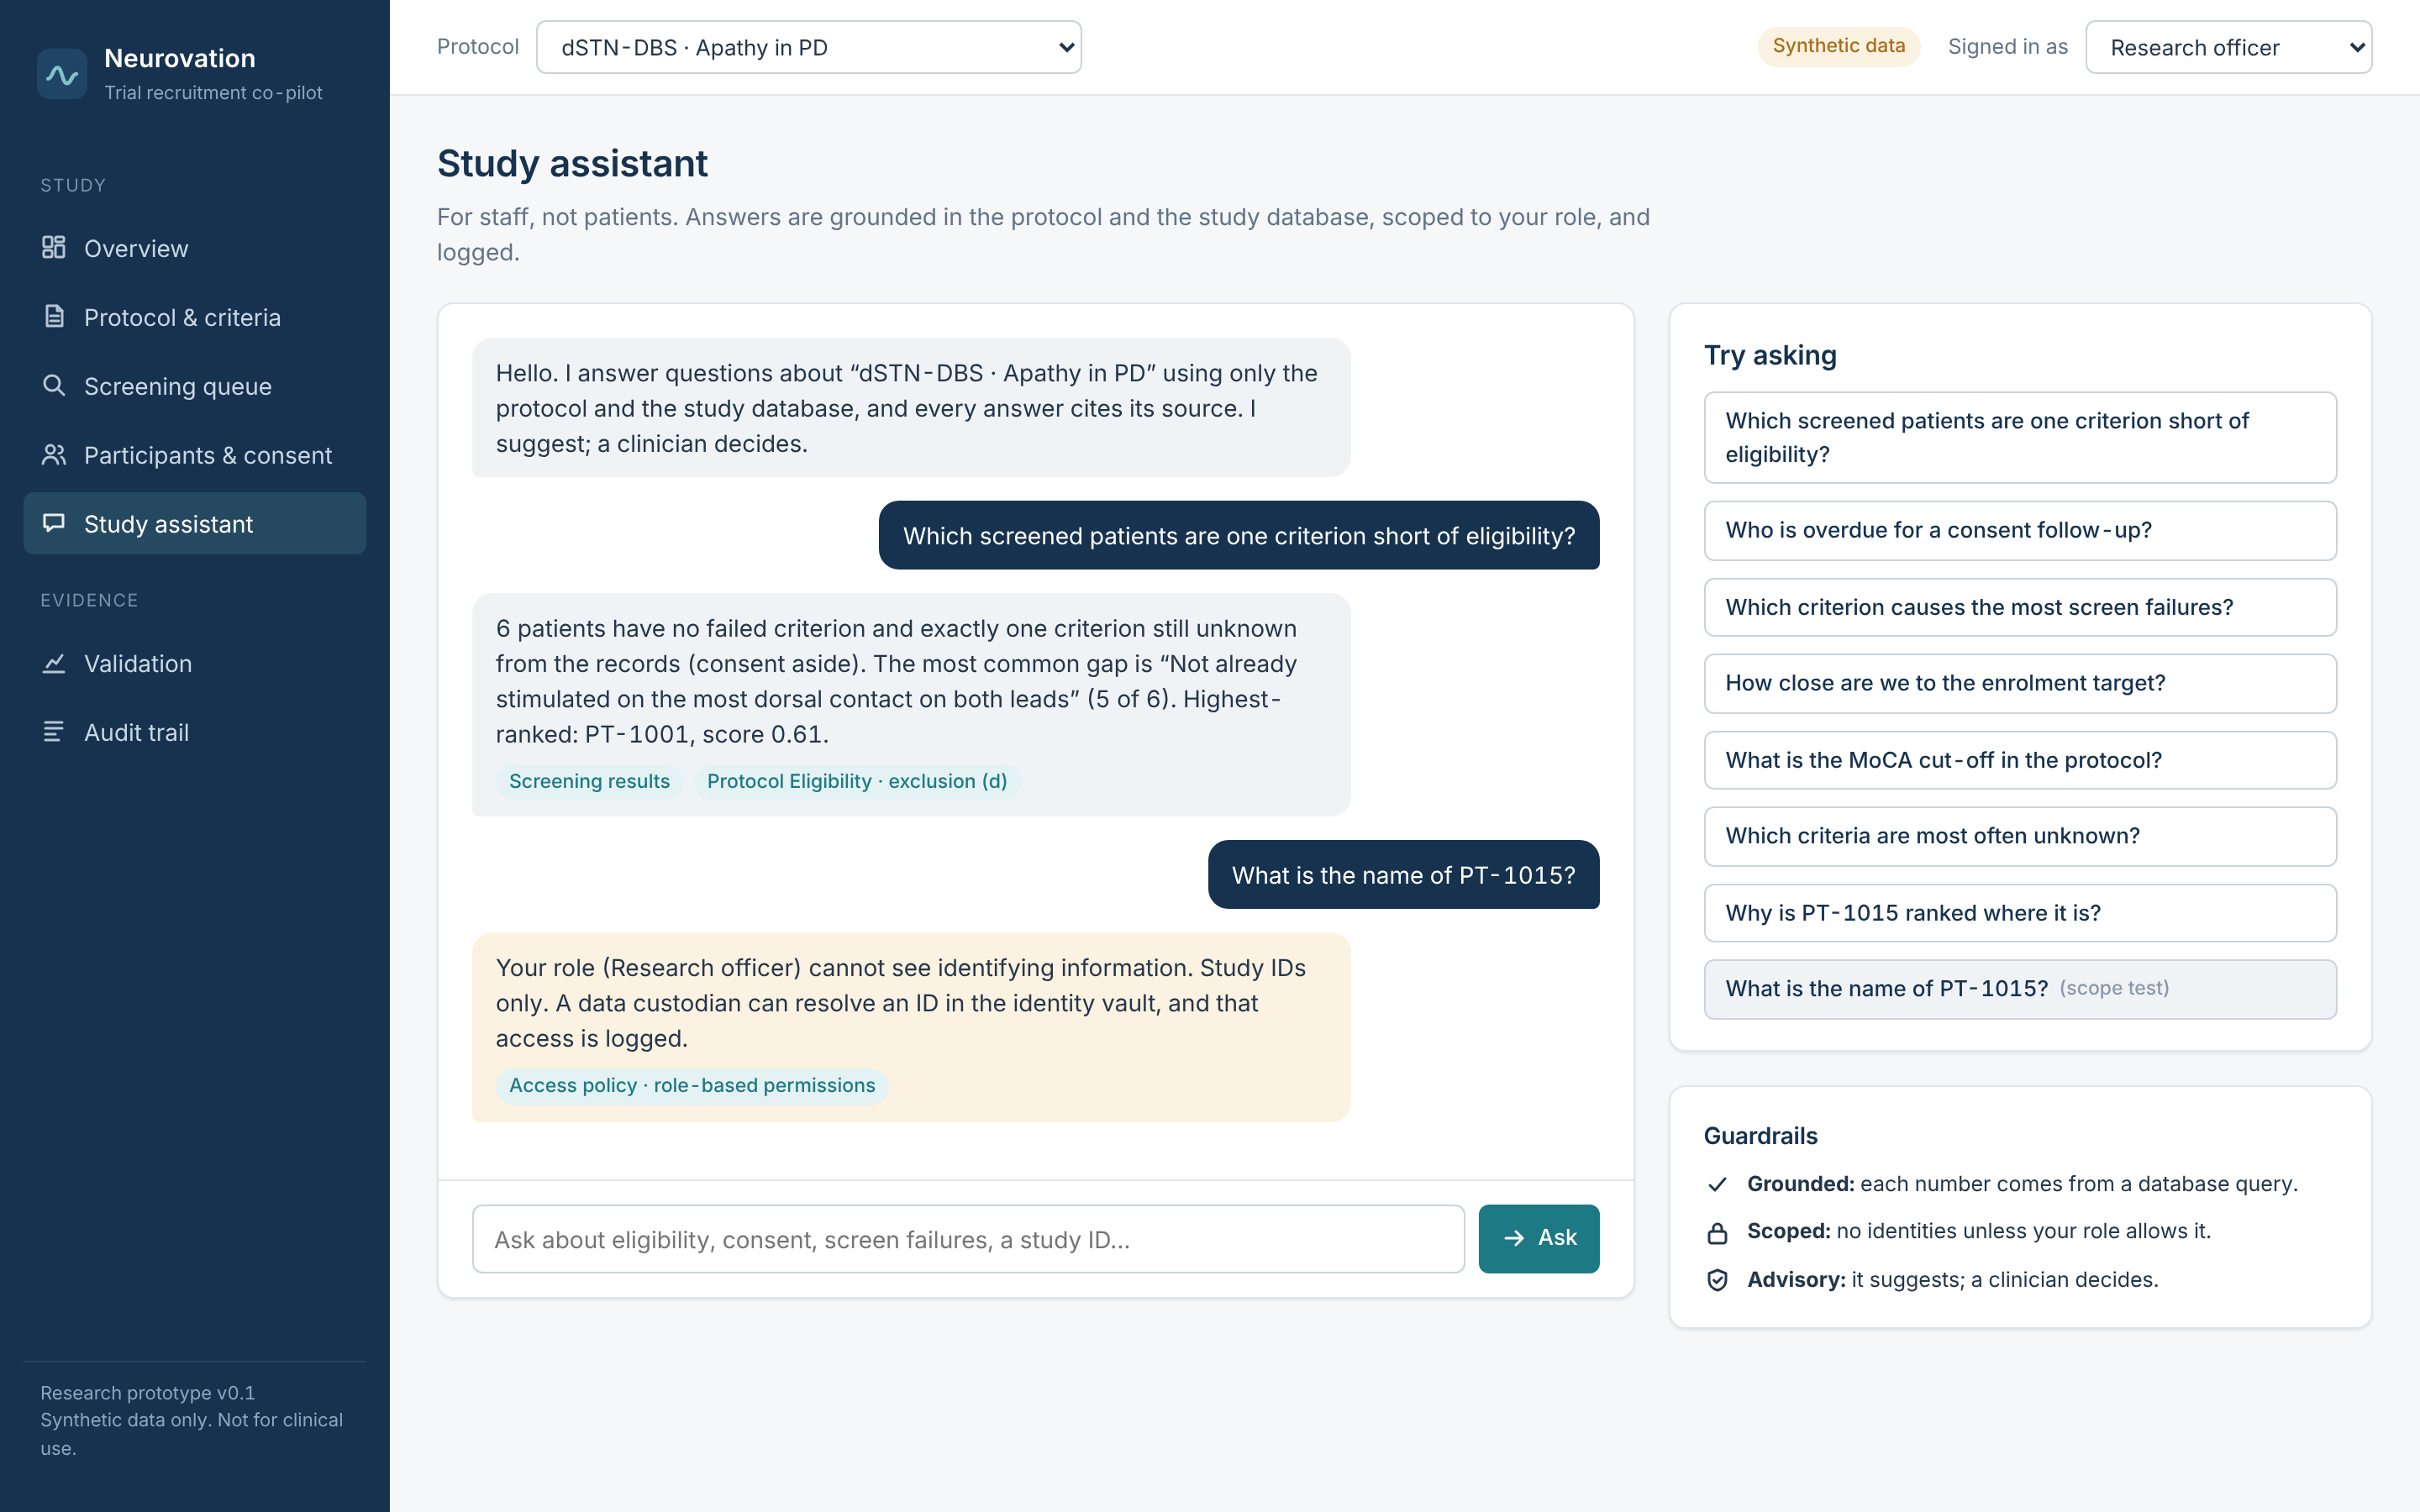 Neurovation
Trial recruitment co-pilot
STUDY
Overview
Protocol & criteria
Screening queue
Participants & consent
Study assistant
EVIDENCE
Validation
Audit trail
Research prototype v0.1
Synthetic data only. Not for clinical
use.
Protocol
dSTN-DBS · Apathy in PD
Synthetic data
Signed in as
Research officer
Study assistant
For staff, not patients. Answers are grounded in the protocol and the study database, scoped to your role, and
logged.
Hello. I answer questions about “dSTN-DBS · Apathy in PD” using only the
protocol and the study database, and every answer cites its source. I
suggest; a clinician decides.
Which screened patients are one criterion short of eligibility?
6 patients have no failed criterion and exactly one criterion still unknown
from the records (consent aside). The most common gap is “Not already
stimulated on the most dorsal contact on both leads” (5 of 6). Highest-
ranked: PT-1001, score 0.61.
Screening results
Protocol Eligibility · exclusion (d)
What is the name of PT-1015?
Your role (Research officer) cannot see identifying information. Study IDs
only. A data custodian can resolve an ID in the identity vault, and that
access is logged.
Access policy · role-based permissions
Ask about eligibility, consent, screen failures, a study ID...
Ask
Try asking
Which screened patients are one criterion short of
eligibility?
Who is overdue for a consent follow-up?
Which criterion causes the most screen failures?
How close are we to the enrolment target?
What is the MoCA cut-off in the protocol?
Which criteria are most often unknown?
Why is PT-1015 ranked where it is?
What is the name of PT-1015? (scope test)
Guardrails
Grounded: each number comes from a database query.
Scoped: no identities unless your role allows it.
Advisory: it suggests; a clinician decides.